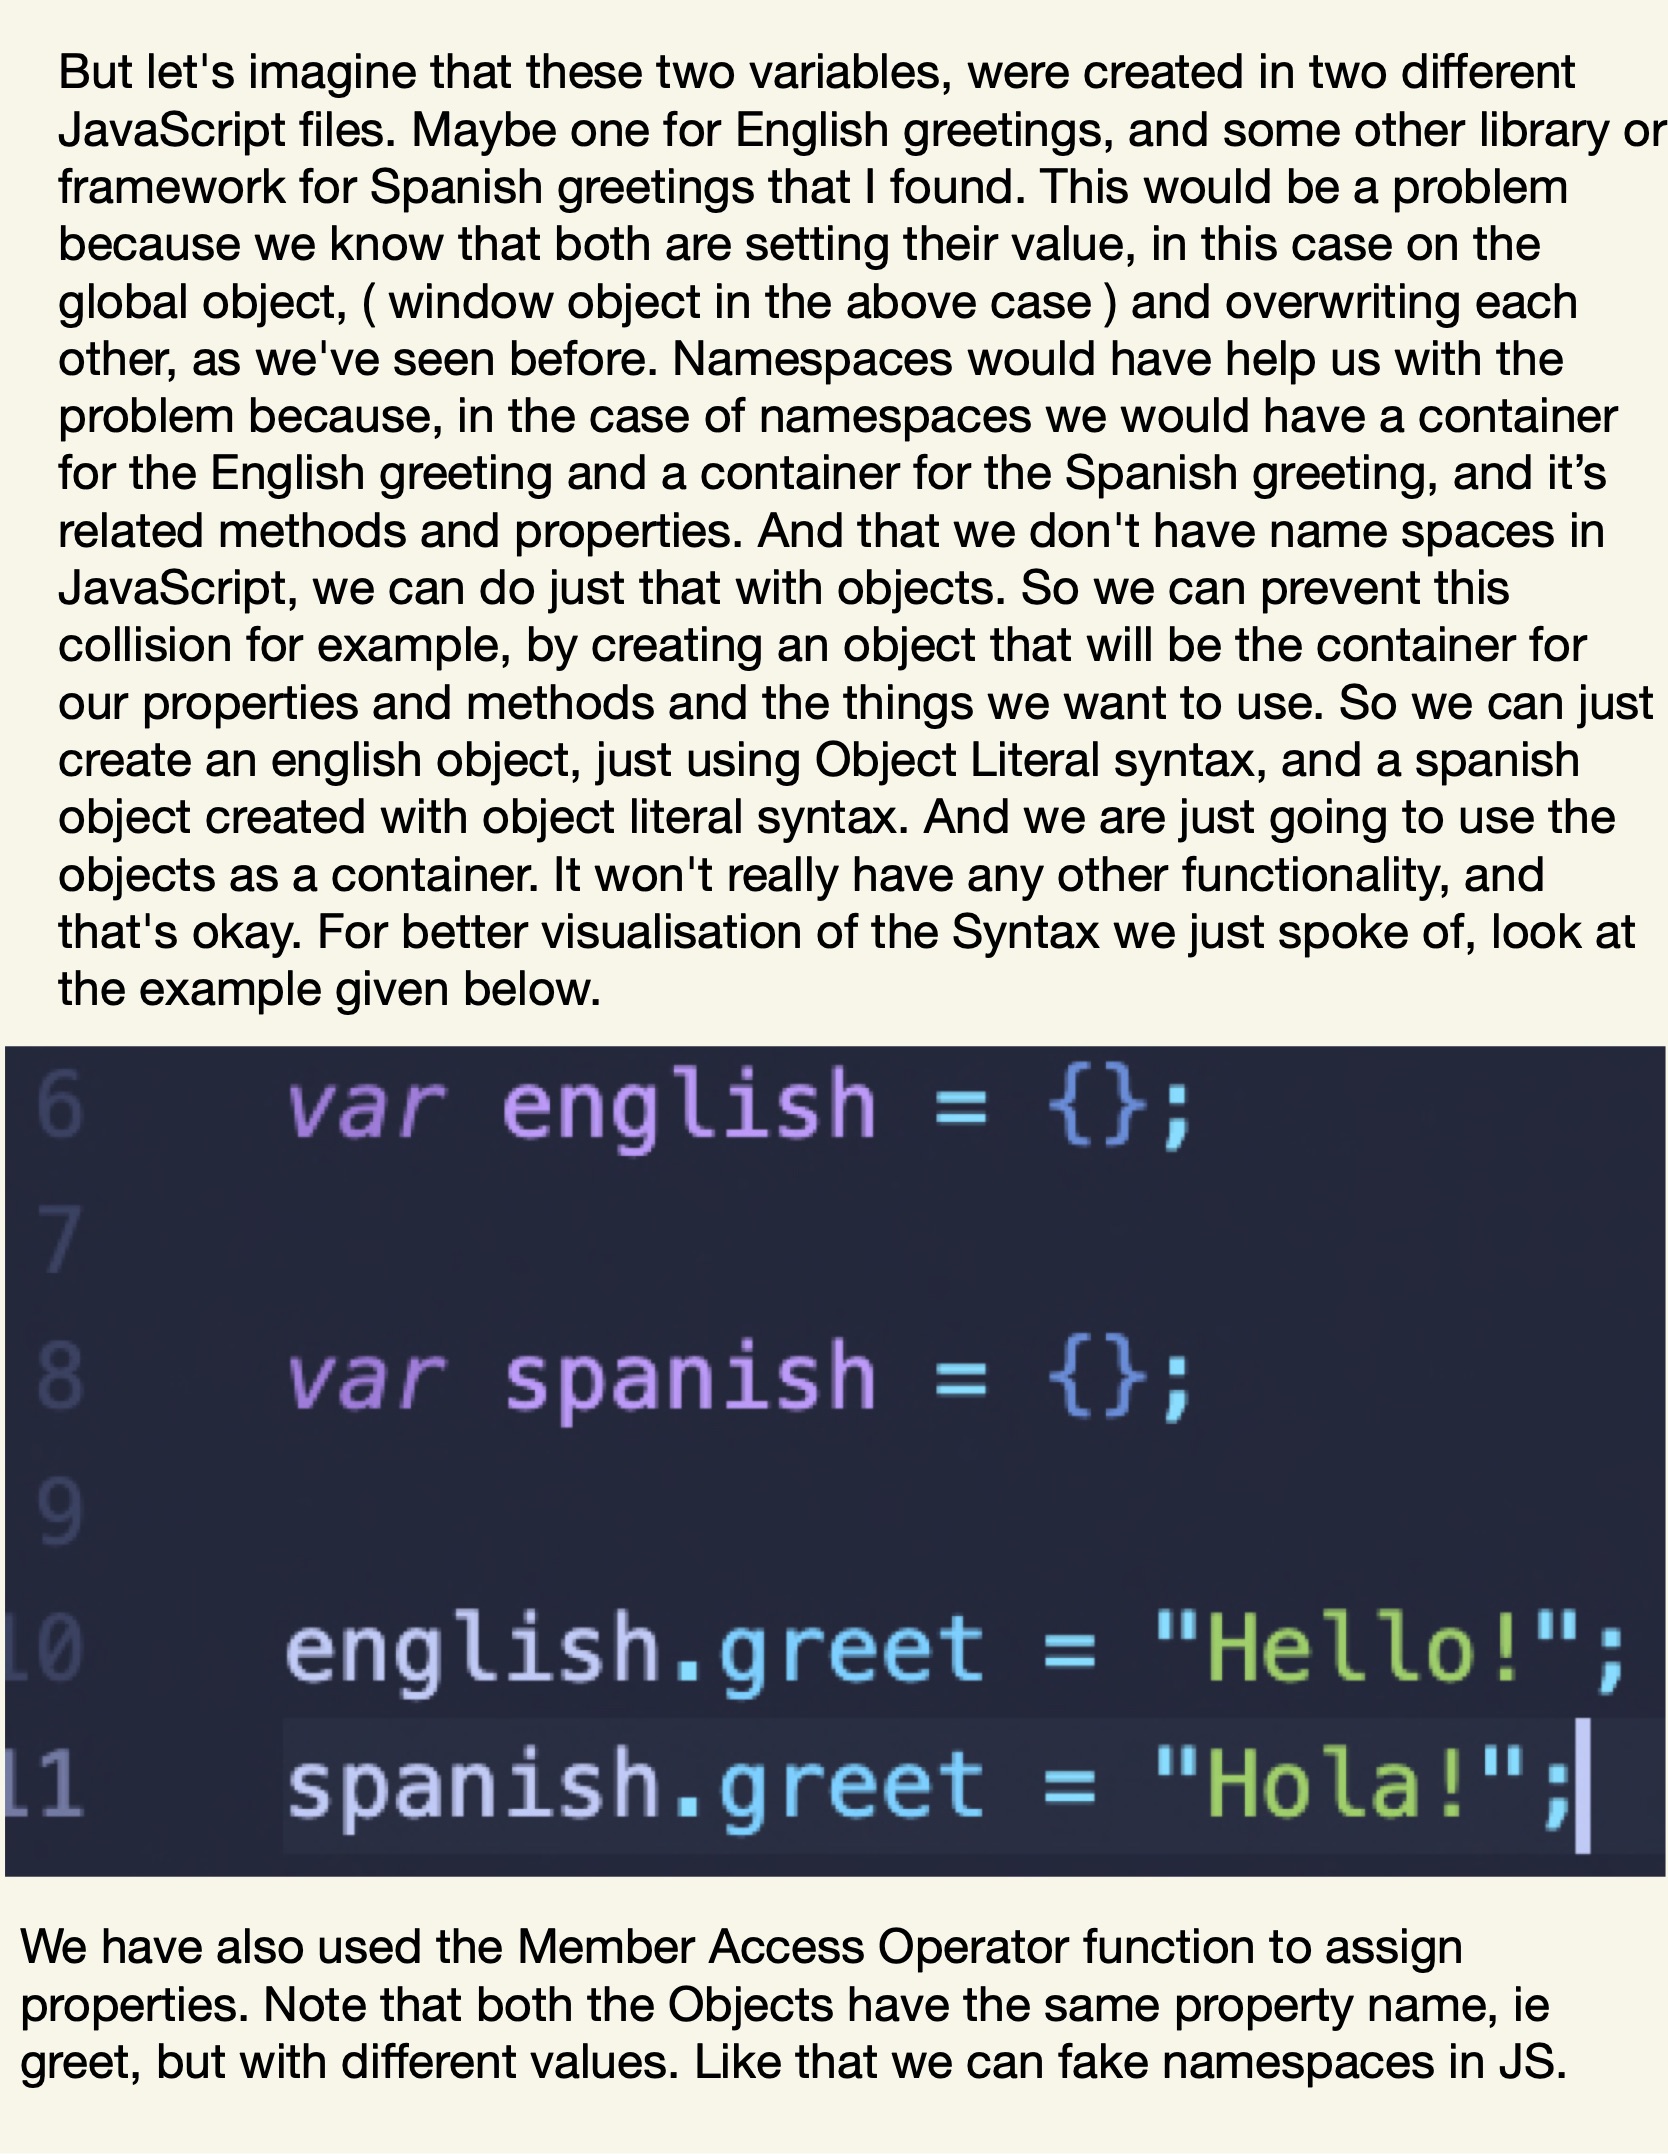 But let's imagine that these two variables, were created in two different
JavaScript files. Maybe one for English greetings, and some other library or
framework for Spanish greetings that I found. This would be a problem
because we know that both are setting their value, in this case on the
global object, ( window object in the above case ) and overwriting each
other, as we've seen before. Namespaces would have help us with the
problem because, in the case of namespaces we would have a container
for the English greeting and a container for the Spanish greeting, and it’s
related methods and properties. And that we don't have name spaces in
JavaScript, we can do just that with objects. So we can prevent this
collision for example, by creating an object that will be the container for
our properties and methods and the things we want to use. So we can just
create an english object, just using Object Literal syntax, and a spanish
object created with object literal syntax. And we are just going to use the
objects as a container. It won't really have any other functionality, and
that's okay. For better visualisation of the Syntax we just spoke of, look at
the example given below.
6 var english = {};
7
8 var spanish = {};
9
10 english.greet = "Hello!";
11 spanish.greet = "Hola!";
We have also used the Member Access Operator function to assign
properties. Note that both the Objects have the same property name, ie
greet, but with different values. Like that we can fake namespaces in JS.